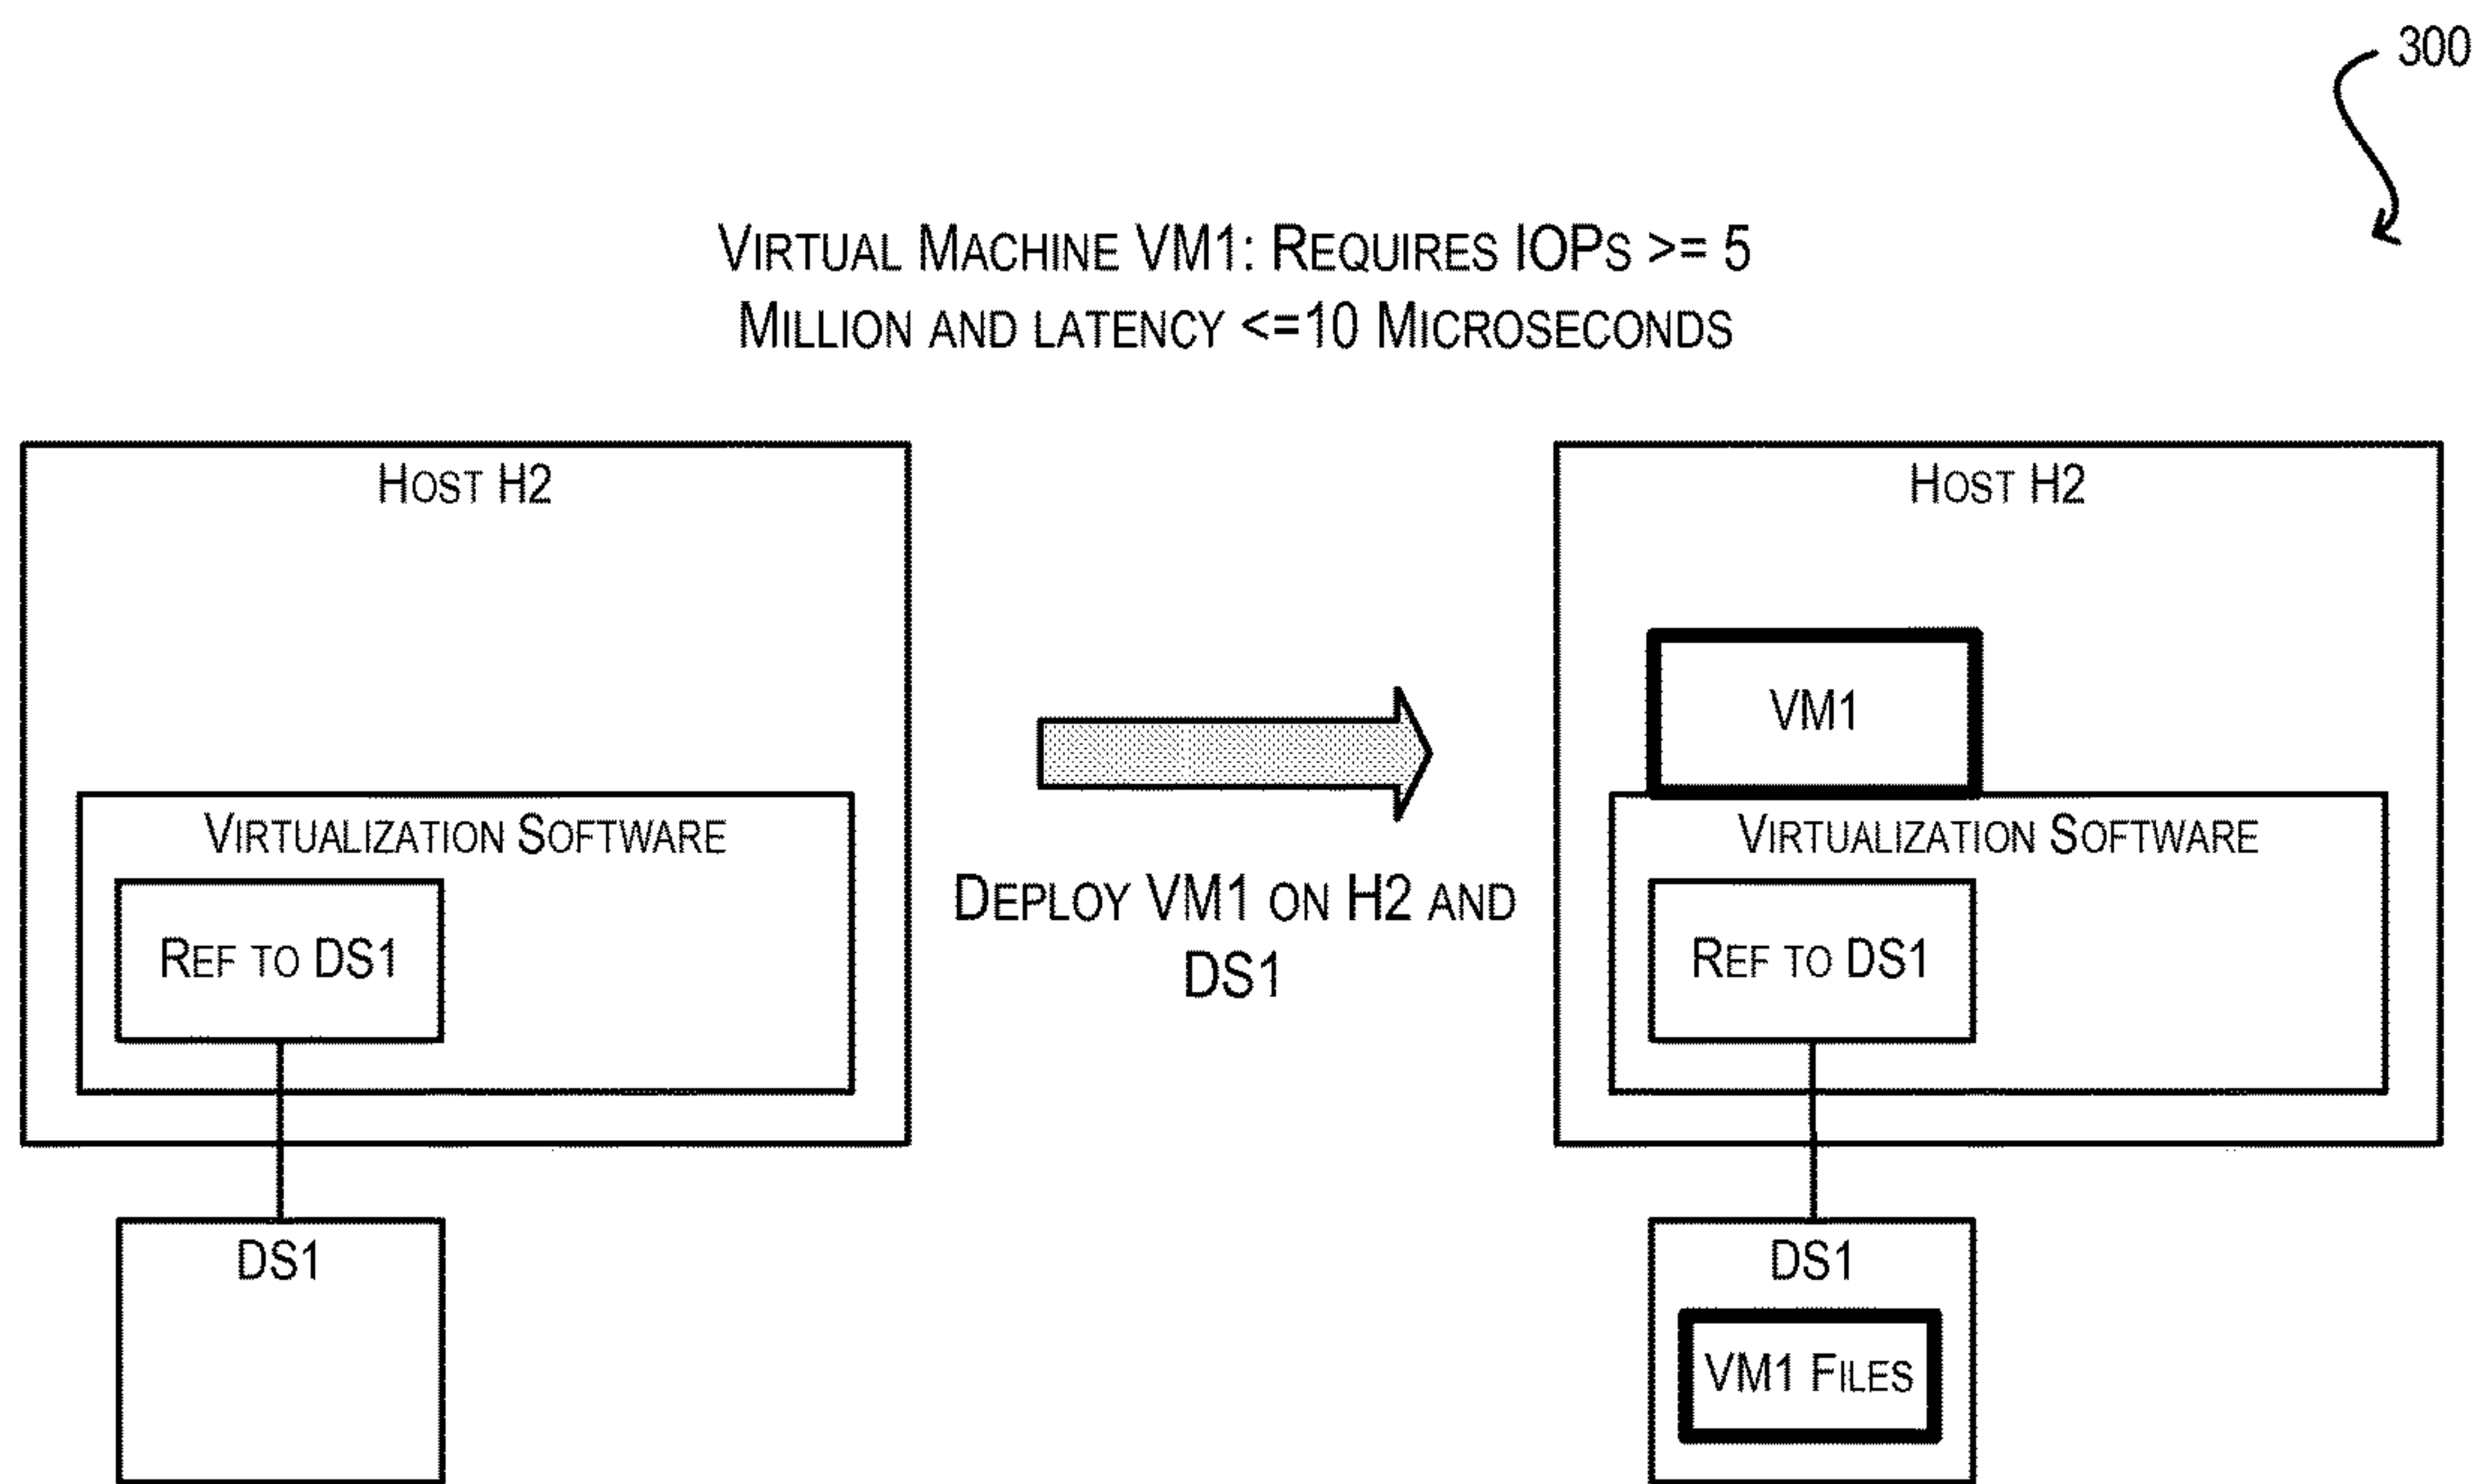 300
VIRTUAL MACHINE VM1: REQUIRES IOPS >= 5
MILLION AND LATENCY <=10 MICROSECONDS
HOST H2
VIRTUALIZATION SOFTWARE
REF TO DS1
DS1
DEPLOY VM1 ON H2 AND
DS1
HOST H2
VM1
VIRTUALIZATION SOFTWARE
REF TO DS1
DS1
VM1 FILES